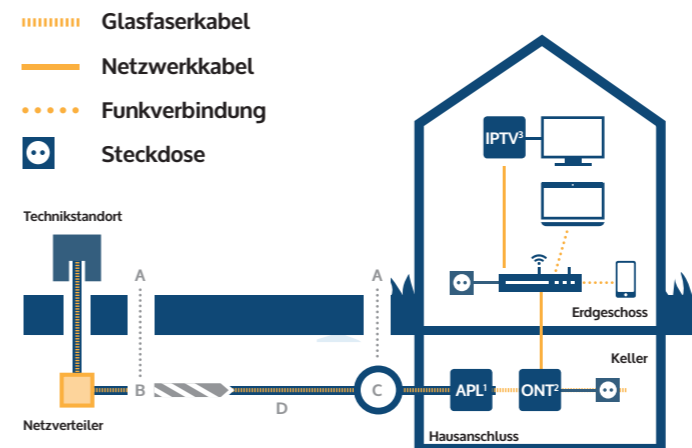 Glasfaserkabel
Netzwerkkabel
Funkverbindung
Steckdose
IPTV³
Technikstandort
A
A
Erdgeschoss
Keller
B
C
APL¹
ONT²
D
Netzverteiler
Hausanschluss